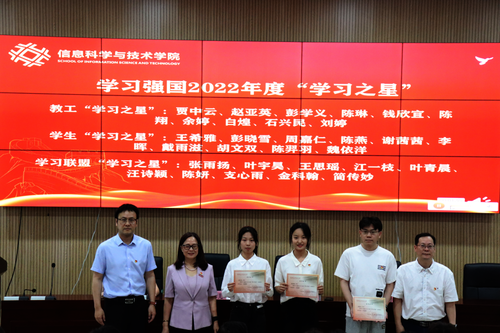 信息科学与技术学院
SCHOOL OF INFORMATION SCIENCE AND TECHNOLOGY
学习强国2022年度“学习之星”
教工“学习之星”：贾中云、赵亚英、彭学义、陈琳、钱欣宜、陈
翔、余婷、白煌、石兴民、刘婷
学生“学习之星”：王希雅、彭晓雪、周嘉仁、陈燕、谢茜茜、李
晖、戴雨滋、胡文双、陈羿羽、魏依洋
学习联盟“学习之星”：张雨扬、叶宇昊、王思瑶、江一枝、叶青晨、
汪诗颖、陈妍、支心雨、金科翰、简传妙